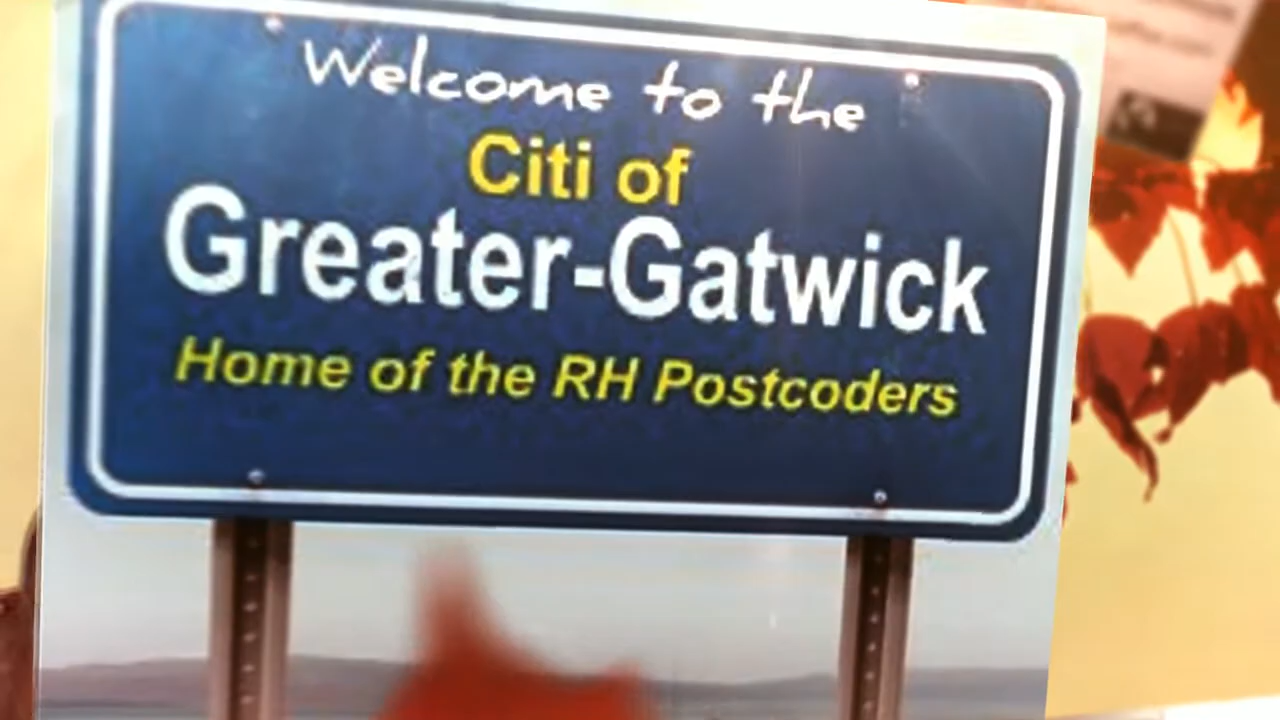 Welcome to the
Citi of
Greater-Gatwick
Home of the RH Postcoders